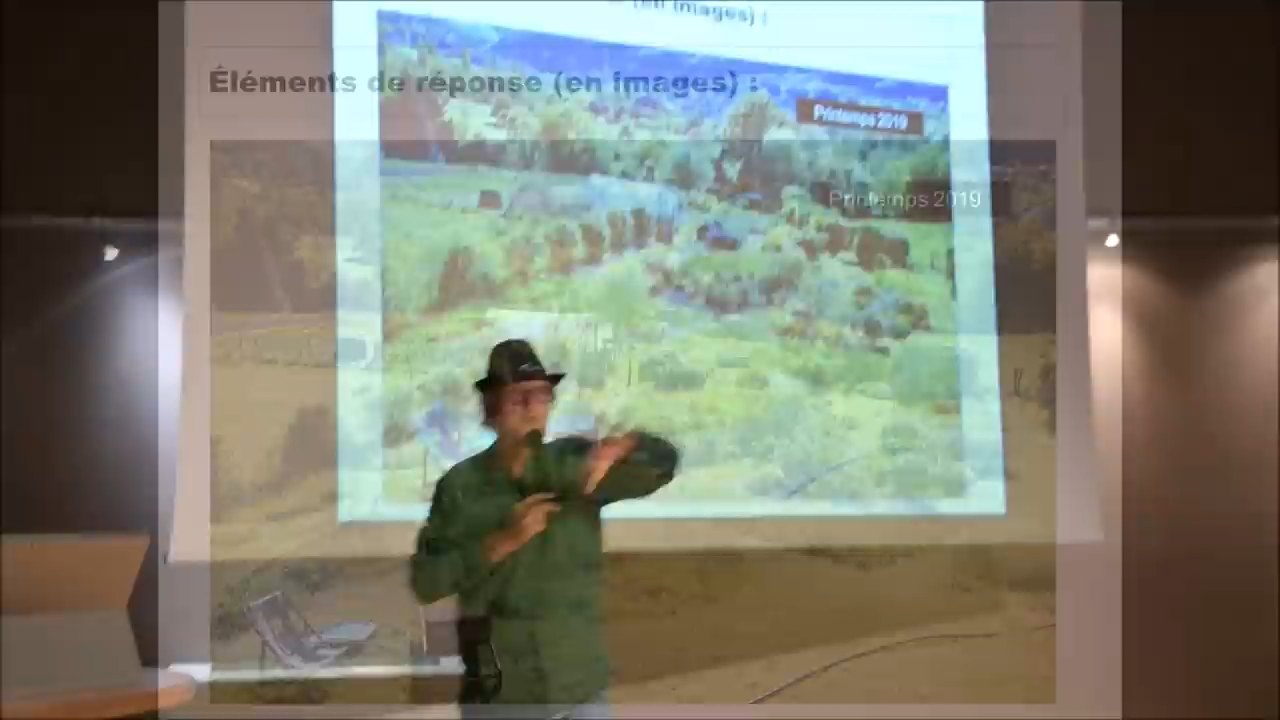 (en images) :
Éléments de réponse (en images) :
Printemps 2019
Printemps 2019